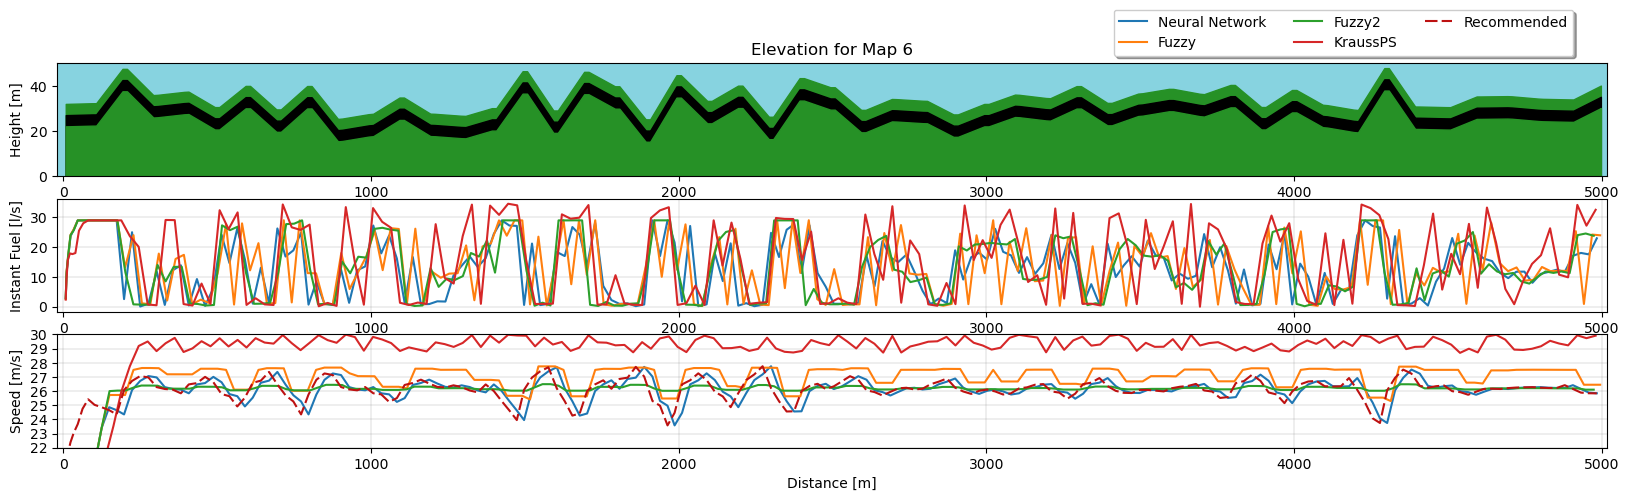 Neural Network Fuzzy2 Recommended
Fuzzy KraussPS
Elevation for Map 6
Height [m]
40
20
0
0 1000 2000 3000 4000 5000
Instant Fuel [l/s]
30
20
10
0
0 1000 2000 3000 4000 5000
Speed [m/s]
30
29
28
27
26
25
24
23
22
0 1000 2000 3000 4000 5000
Distance [m]